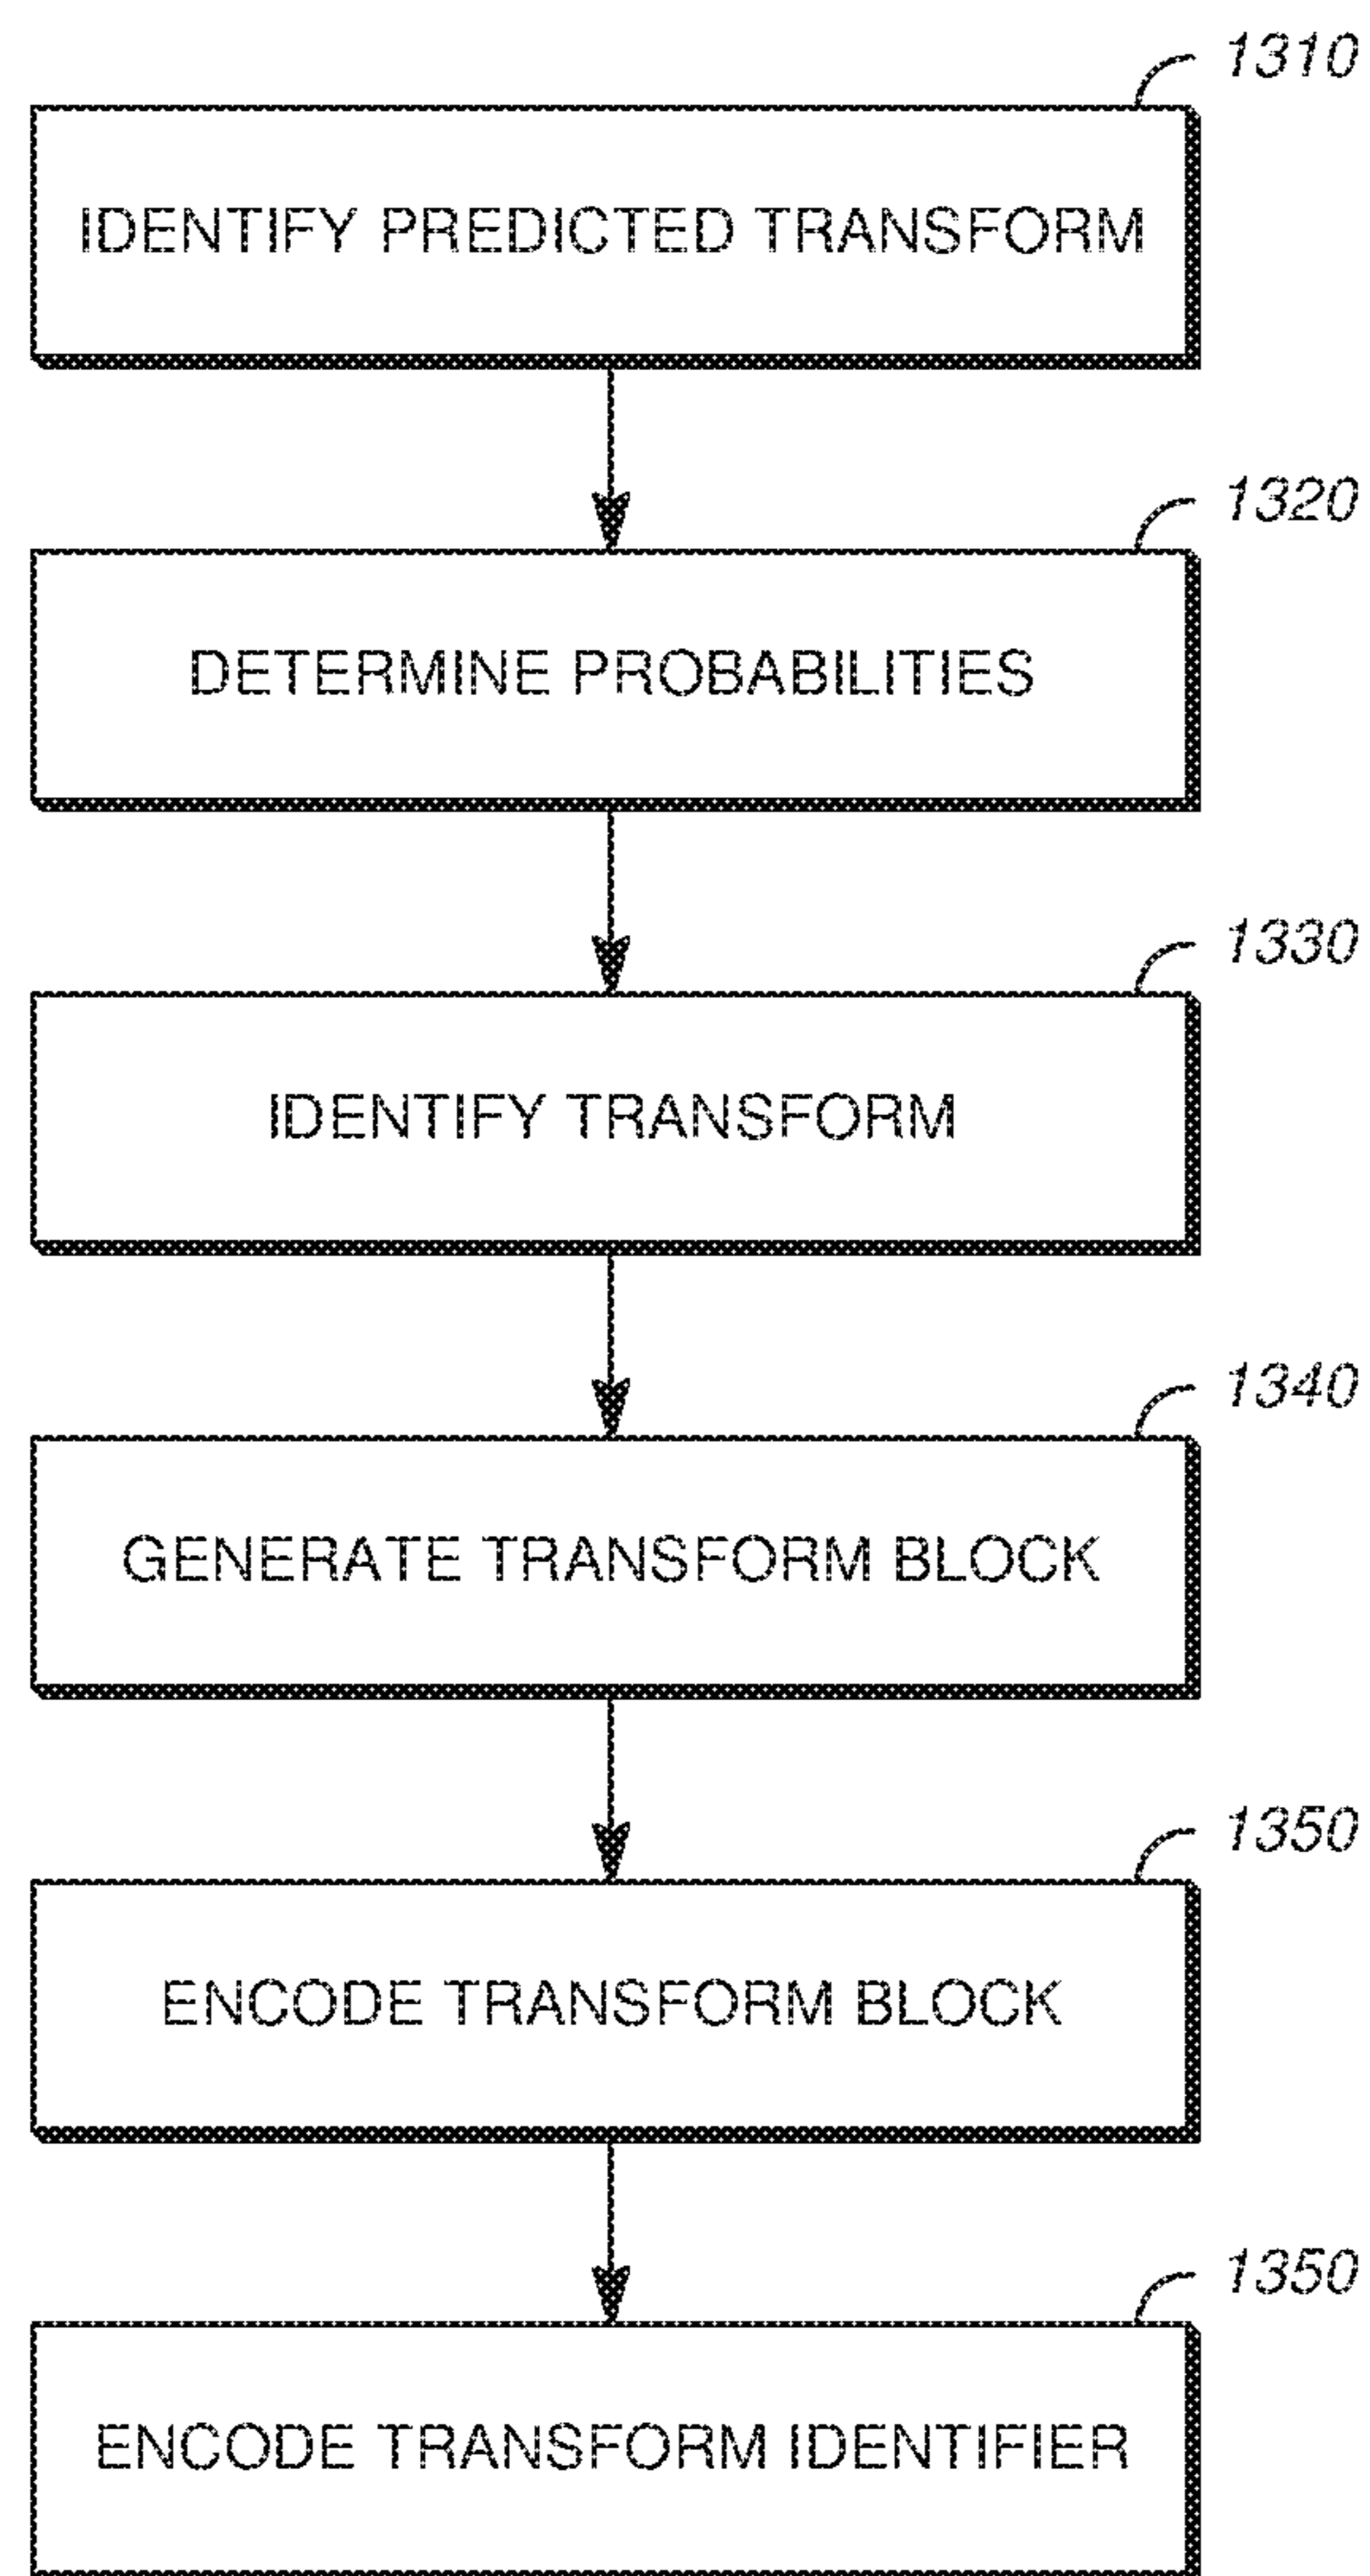 1310
IDENTIFY PREDICTED TRANSFORM
1320
DETERMINE PROBABILITIES
1330
IDENTIFY TRANSFORM
1340
GENERATE TRANSFORM BLOCK
1350
ENCODE TRANSFORM BLOCK
1350
ENCODE TRANSFORM IDENTIFIER